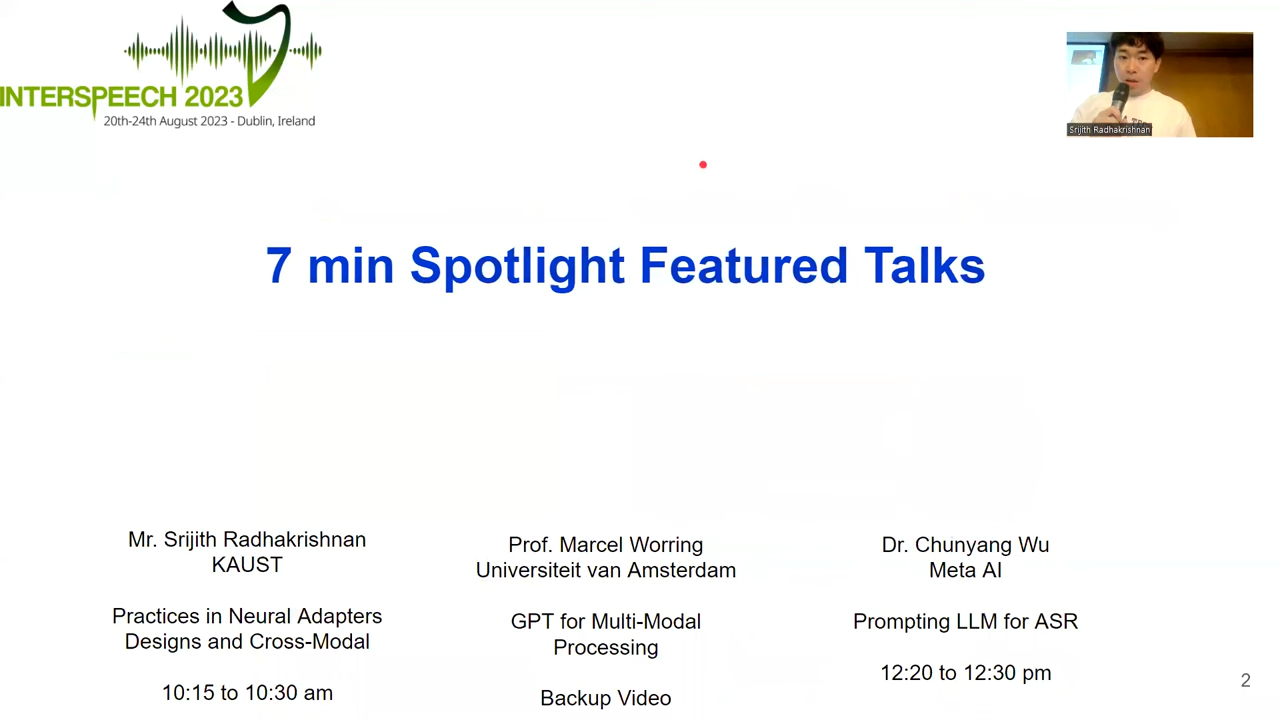 INTERSPEECH 2023
20th-24th August 2023 - Dublin, Ireland
Srijith Radhakrishnan
7 min Spotlight Featured Talks
Mr. Srijith Radhakrishnan
KAUST
Practices in Neural Adapters
Designs and Cross-Modal
10:15 to 10:30 am
Prof. Marcel Worring
Universiteit van Amsterdam
GPT for Multi-Modal
Processing
Backup Video
Dr. Chunyang Wu
Meta AI
Prompting LLM for ASR
12:20 to 12:30 pm
2